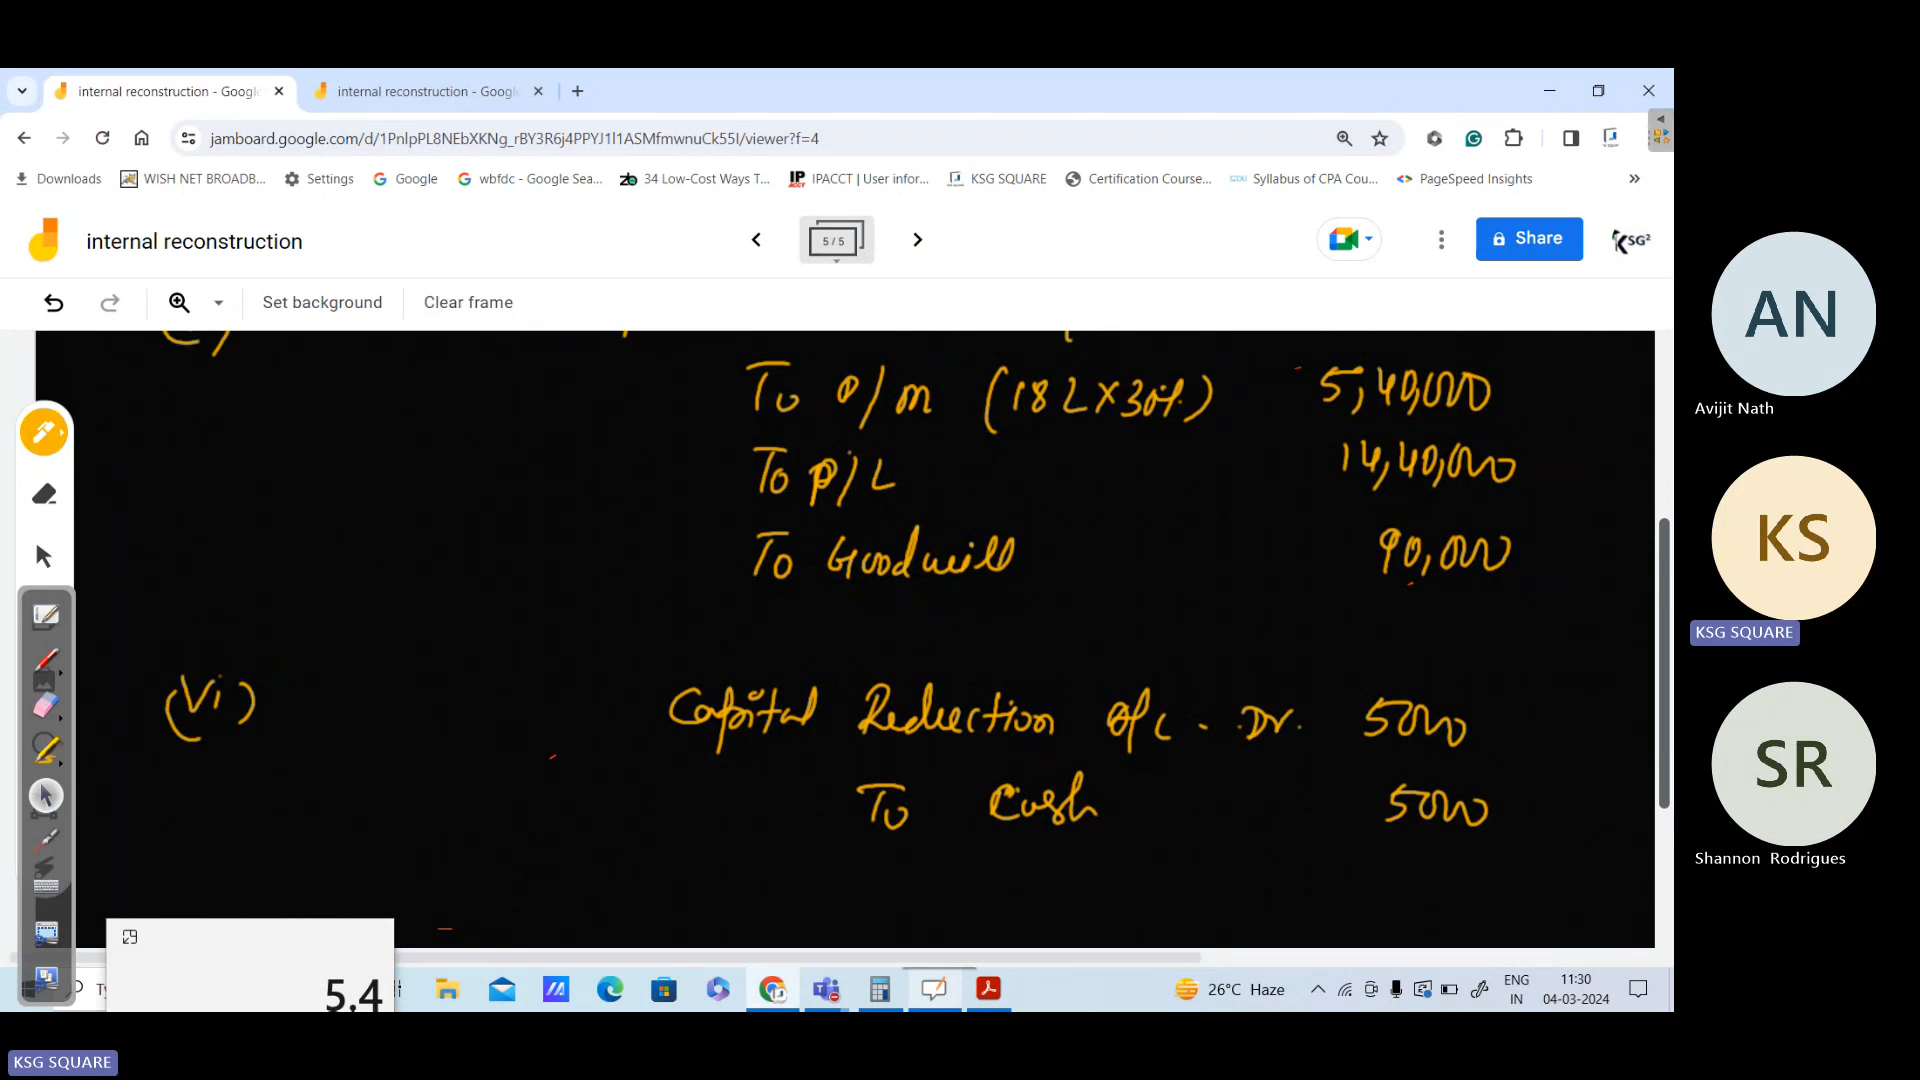 internal reconstruction - Google
internal reconstruction - Googl
jamboard.google.com/d/1PnlpPL8NEbXKNg_rBY3R6j4PPYJ1l1ASMfmwnuCk55I/viewer?f=4
Downloads
WISH NET BROADB...
Settings
Google
wbfdc - Google Sea...
34 Low-Cost Ways T...
IPACCT | User infor...
KSG SQUARE
Certification Course...
Syllabus of CPA Cou...
PageSpeed Insights
internal reconstruction
5 / 5
Share
KSG²
Set background
Clear frame
To P/M (18L×30%) 5,40,000
To P/L 14,40,000
To Goodwill 90,000
(Vi) Capital Reduction A/c - Dr. 5000
To Cash 5000
5.4
26°C Haze
ENG
IN
11:30
04-03-2024
AN
Avijit Nath
KS
KSG SQUARE
SR
Shannon Rodrigues
KSG SQUARE